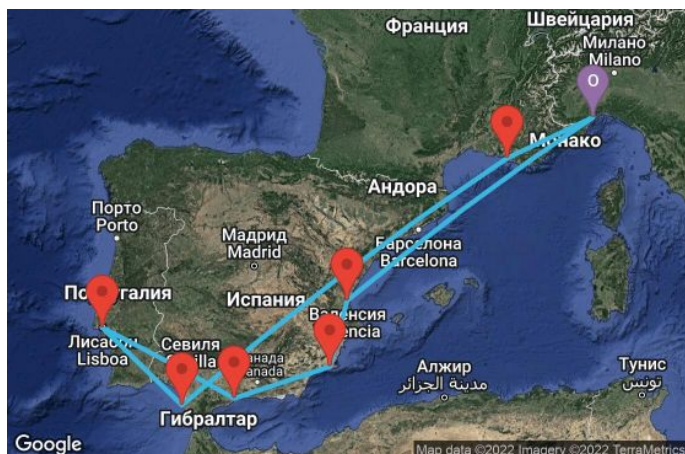 Франция
Швейцария
Милано
Milano
O
Монако
Андора
Порто
Porto
Барселона
Barcelona
Мадрид
Madrid
Испания
Лисабон
Lisboa
Севиля
Гибралтар
Алжир
مدينة الجزائر
Тунис
تونس
Google
Map data ©2022 Imagery ©2022 TerraMetrics